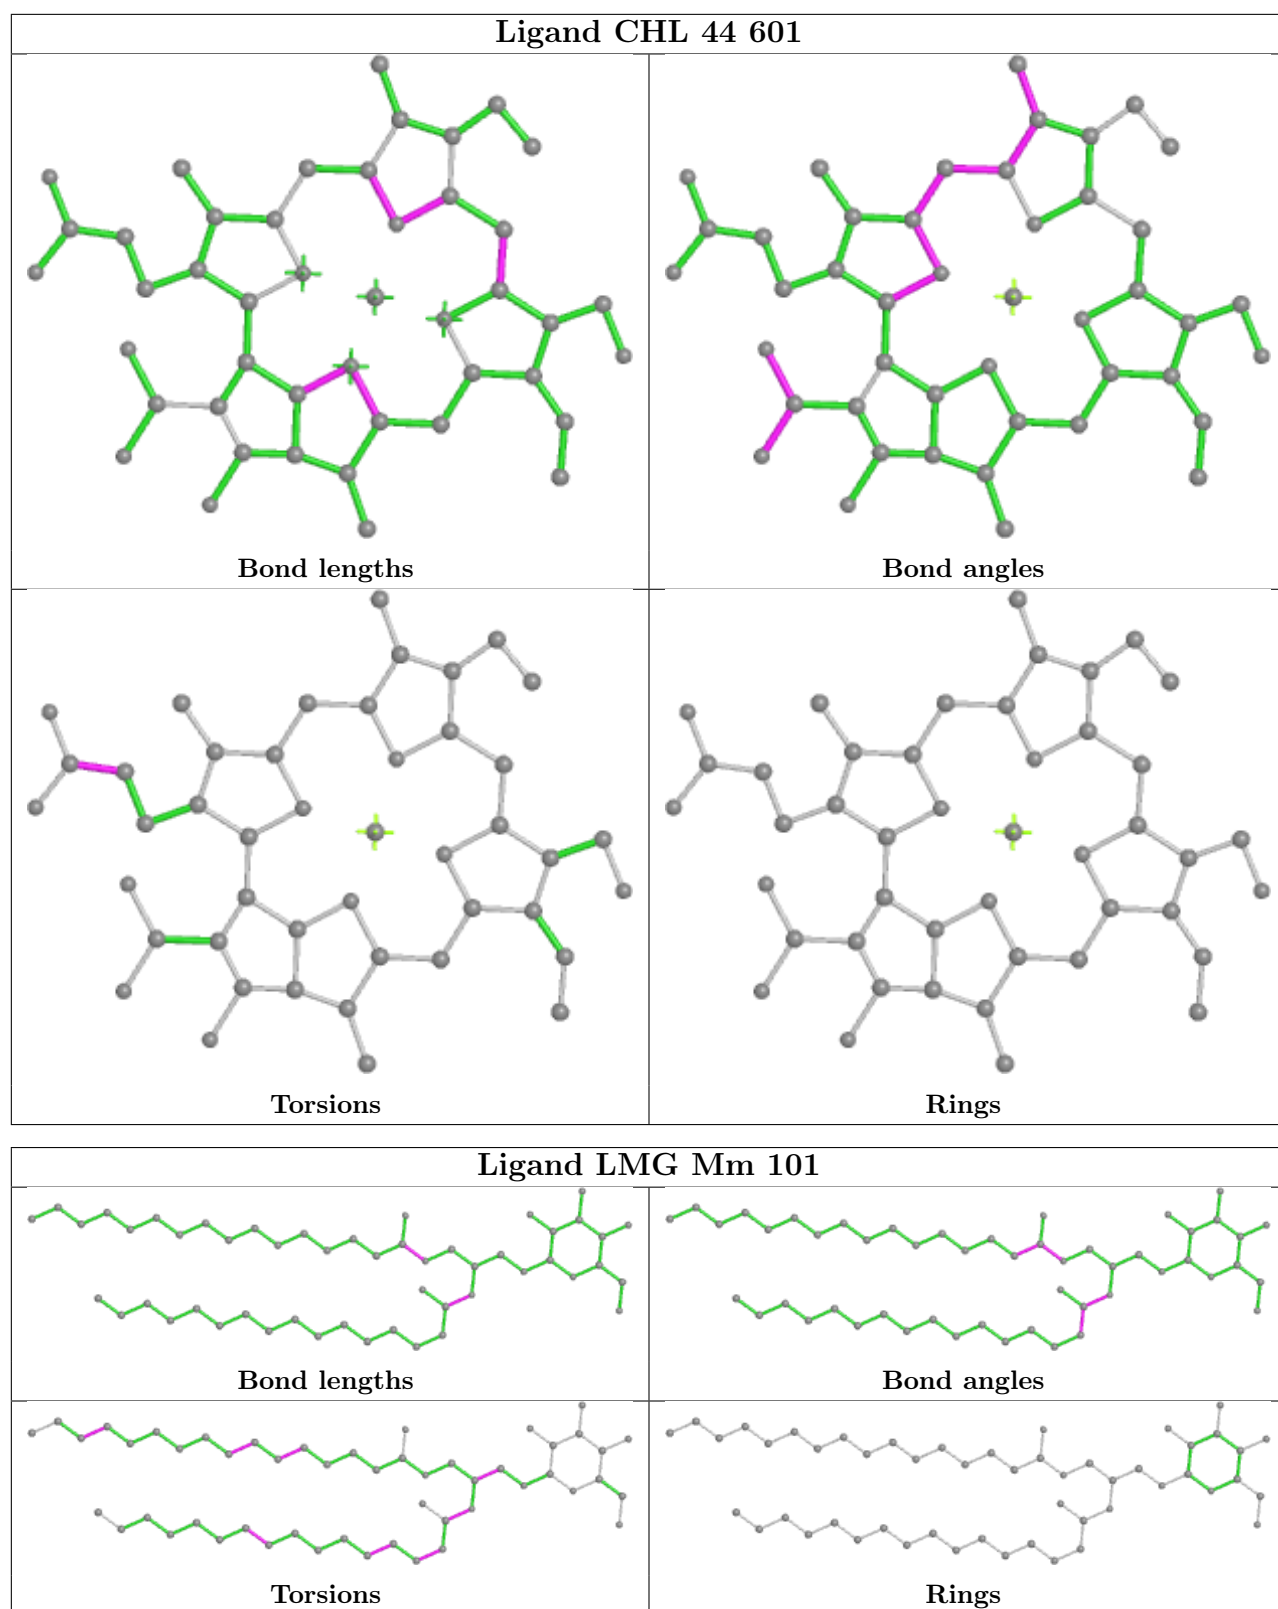 Ligand CHL 44 601
Bond lengths
Bond angles
Torsions
Rings
Ligand LMG Mm 101
Bond lengths
Bond angles
Torsions
Rings